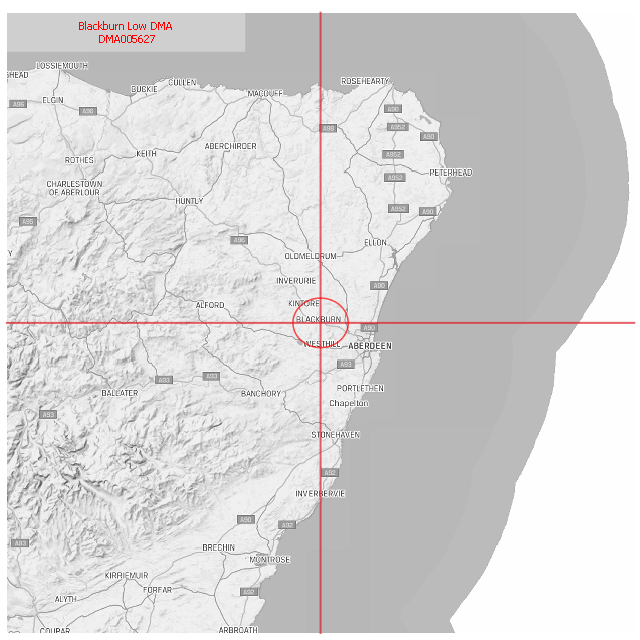 Blackburn Low DMA
DMA005627
LOSSIEMOUTH
GHEAD
CULLEN
ROSEHEARTY
BUCKIE
MACDUFF
ELGIN
A96
A96
A90
A98
A952
A90
KEITH
ABERCHIRDER
ROTHES
A952
PETERHEAD
A952
CHARLESTOWN
OF ABERLOUR
HUNTLY
A952
A90
A95
A96
ELLON
Y
OLDMELDRUM
INVERURIE
A90
KINTORE
ALFORD
BLACKBURN
A90
WESTHILL
ABERDEEN
A93
A93
A93
BALLATER
BANCHORY
PORTLETHEN
Chapelton
A93
STONEHAVEN
A92
INVERBERVIE
A90
A92
A93
BRECHIN
MONTROSE
KIRRIEMUIR
FORFAR
A92
ALYTH
COUPAR
ARBROATH